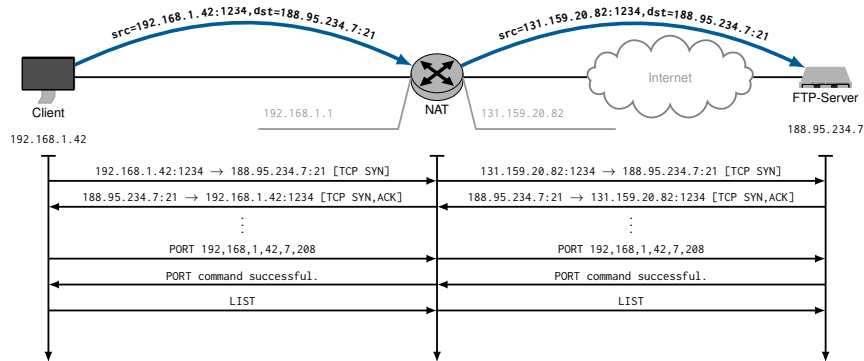 src=192.168.1.42:1234,dst=188.95.234.7:21
src=131.159.20.82:1234,dst=188.95.234.7:21
Internet
Client
NAT
FTP-Server
192.168.1.1
131.159.20.82
192.168.1.42
188.95.234.7
192.168.1.42:1234 → 188.95.234.7:21 [TCP SYN]
131.159.20.82:1234 → 188.95.234.7:21 [TCP SYN]
188.95.234.7:21 → 192.168.1.42:1234 [TCP SYN,ACK]
188.95.234.7:21 → 131.159.20.82:1234 [TCP SYN,ACK]
PORT 192,168,1,42,7,208
PORT 192,168,1,42,7,208
PORT command successful.
PORT command successful.
LIST
LIST